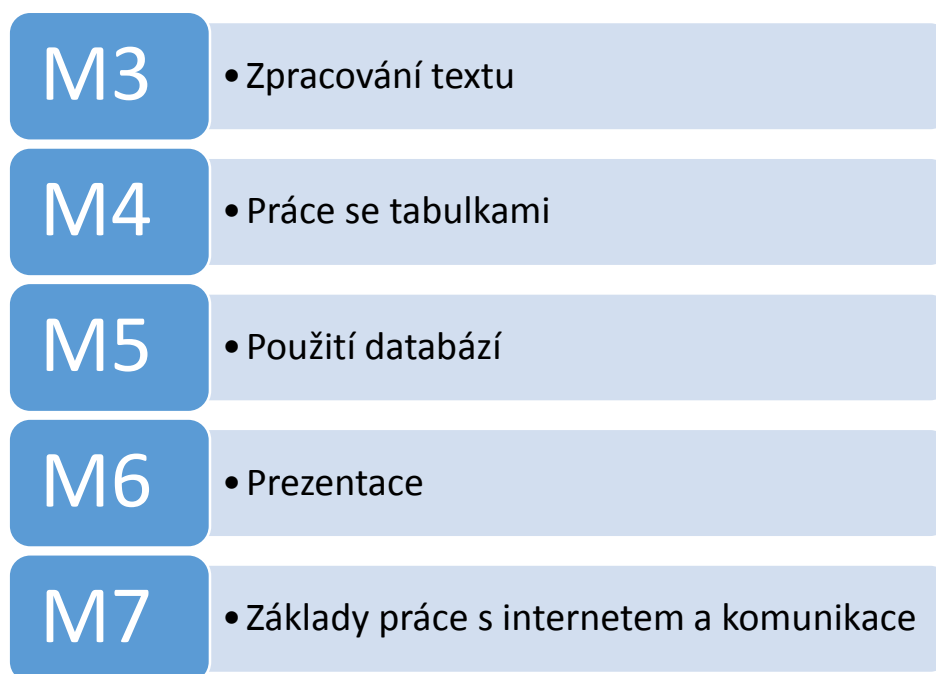 M3
• Zpracování textu
M4
• Práce se tabulkami
M5
• Použití databází
M6
• Prezentace
M7
• Základy práce s internetem a komunikace